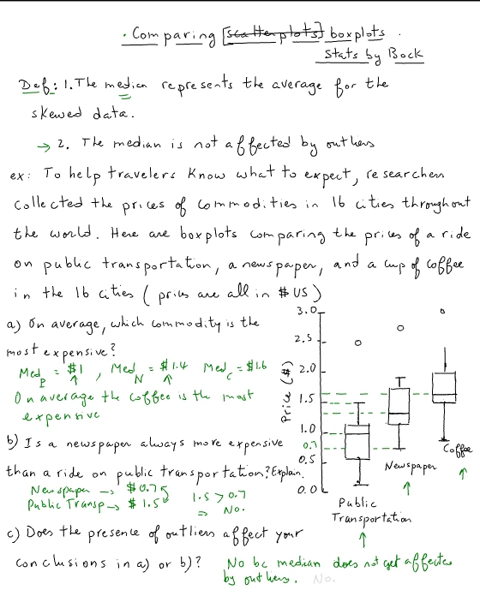 · Comparing [scatterplots] boxplots.
Stats by Bock
Def: 1. The median represents the average for the
skewed data.
→ 2. The median is not affected by outliers
ex: To help travelers know what to expect, researchers
collected the prices of commodities in 16 cities throughout
the world. Here are boxplots comparing the prices of a ride
on public transportation, a newspaper, and a cup of coffee
in the 16 cities (prices are all in $US)
a) On average, which commodity is the
most expensive?
Med P = $1, Med N = $1.4 Med C = $1.6
On average the coffee is the most
expensive
b) Is a newspaper always more expensive
than a ride on public transportation? Explain.
Newspaper → $0.75
Public Transp → $1.5
1.5 > 0.7
⇒ No.
c) Does the presence of outliers affect your
conclusions in a) or b)?
No bc median does not get affected
by outliers. No.
Price ($)
3.0
2.5
2.0
1.5
1.0
0.7
0.5
0.0
Public
Transportation
Newspaper
Coffee